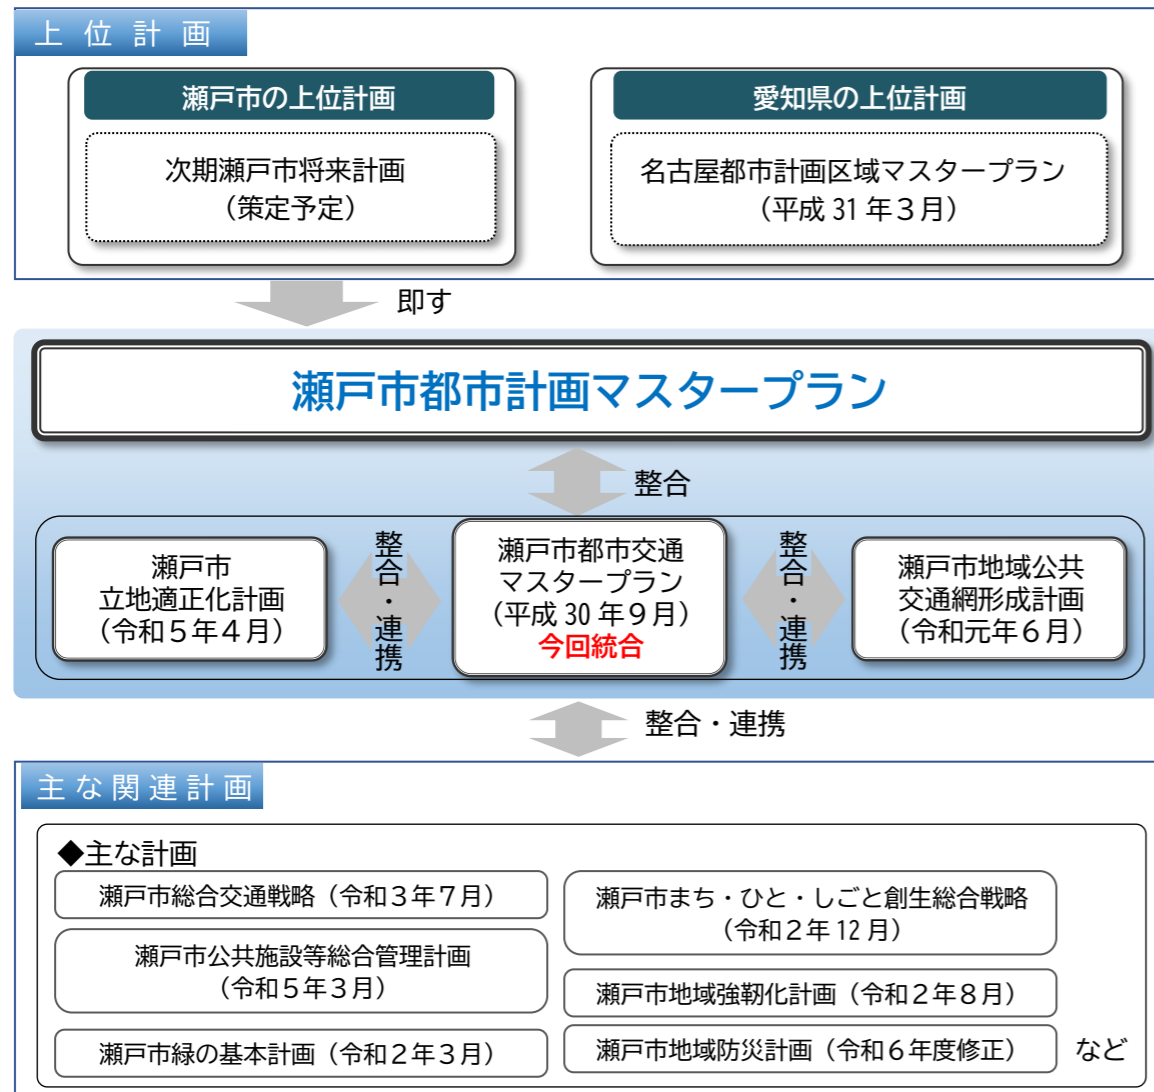 上位計画
瀬戸市の上位計画
次期瀬戸市将来計画
（策定予定）
愛知県の上位計画
名古屋都市計画区域マスタープラン
（平成 31 年３月）
即す
瀬戸市都市計画マスタープラン
整合
瀬戸市
立地適正化計画
（令和５年４月）
整合・連携
瀬戸市都市交通
マスタープラン
（平成 30 年９月）
今回統合
整合・連携
瀬戸市地域公共
交通網形成計画
（令和元年６月）
整合・連携
主な関連計画
◆主な計画
瀬戸市総合交通戦略（令和３年７月）
瀬戸市公共施設等総合管理計画
（令和５年３月）
瀬戸市緑の基本計画（令和２年３月）
瀬戸市まち・ひと・しごと創生総合戦略
（令和２年 12 月）
瀬戸市地域強靭化計画（令和２年８月）
瀬戸市地域防災計画（令和６年度修正）
など